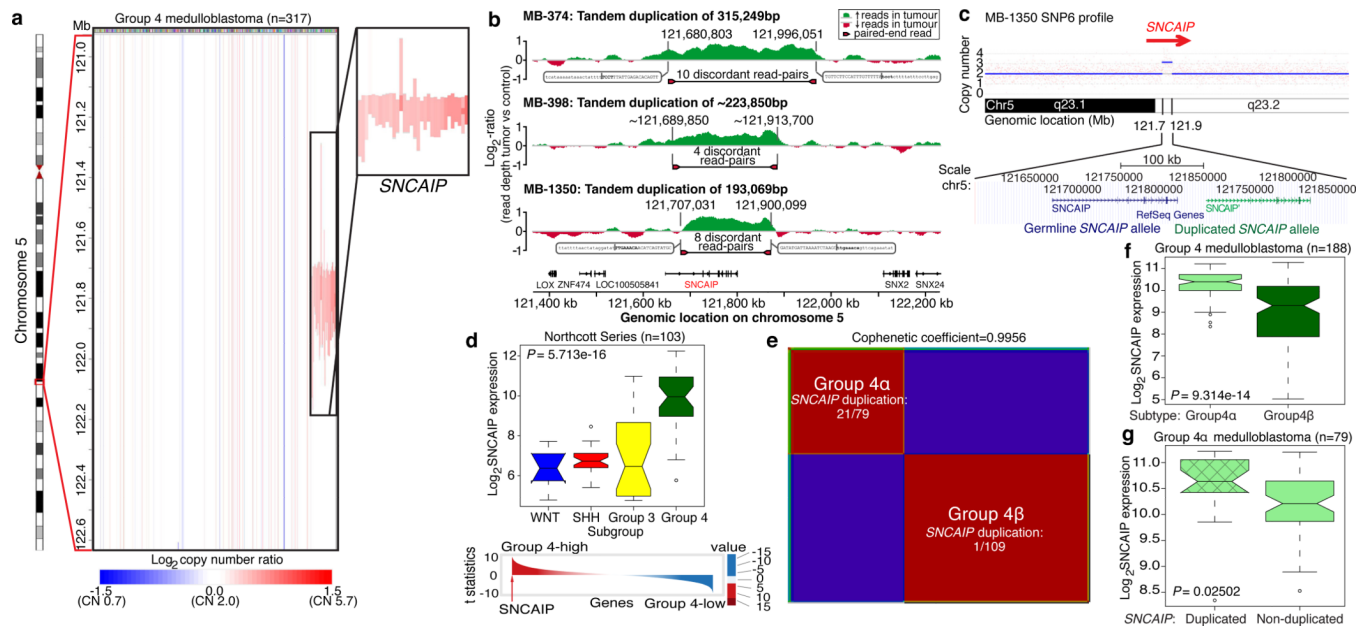 a
Group 4 medulloblastoma (n=317)
Mb
Chromosome 5
121.0
121.2
121.4
121.6
121.8
122.0
122.2
122.4
122.6
SNCAIP
Log2 copy number ratio
-1.5
(CN 0.7)
0.0
(CN 2.0)
1.5
(CN 5.7)
b
MB-374: Tandem duplication of 315,249bp
↑reads in tumour
↓reads in tumour
paired-end read
121,680,803
121,996,051
10 discordant read-pairs
MB-398: Tandem duplication of ~223,850bp
~121,689,850
~121,913,700
4 discordant
read-pairs
MB-1350: Tandem duplication of 193,069bp
121,707,031
1,900,099
8 discordant
read-pairs
Log2-ratio
(read depth tumor vs control)
1
0
-1
1
0
-1
1
0
-1
LOX ZNF474 LOC100505841
SNCAIP
SNX2
SNX24
121,400 kb
121,600 kb
121,800 kb
122,000 kb
122,200 kb
Genomic location on chromosome 5
c
MB-1350 SNP6 profile
SNCAIP
Copy number
4
3
2
1
0
Chr5
q23.1
q23.2
Genomic location (Mb)
121.7
121.9
100 kb
Scale
chr5:
121650000
121700000
121750000
121800000
121850000
121750000
121800000
121850000
SNCAIP
SNCAIP'
RefSeq Genes
Germline SNCAIP allele
Duplicated SNCAIP allele
d
Northcott Series (n=103)
P = 5.713e-16
Log2SNCAIP expression
12
10
8
6
WNT
SHH
Group 3
Group 4
Subgroup
Group 4-high
value
t statistics
10
0
-10
SNCAIP
Genes
Group 4-low
-15
-10
-5
0
5
10
15
e
Cophenetic coefficient=0.9956
Group 4α
SNCAIP duplication:
21/79
Group 4β
SNCAIP duplication:
1/109
f
Group 4 medulloblastoma (n=188)
Log2SNCAIP expression
11
10
9
8
7
6
5
P = 9.314e-14
Subtype:
Group4α
Group4β
g
Group 4α medulloblastoma (n=79)
Log2SNCAIP expression
11.0
10.5
10.0
9.5
9.0
8.5
P = 0.02502
SNCAIP:
Duplicated
Non-duplicated